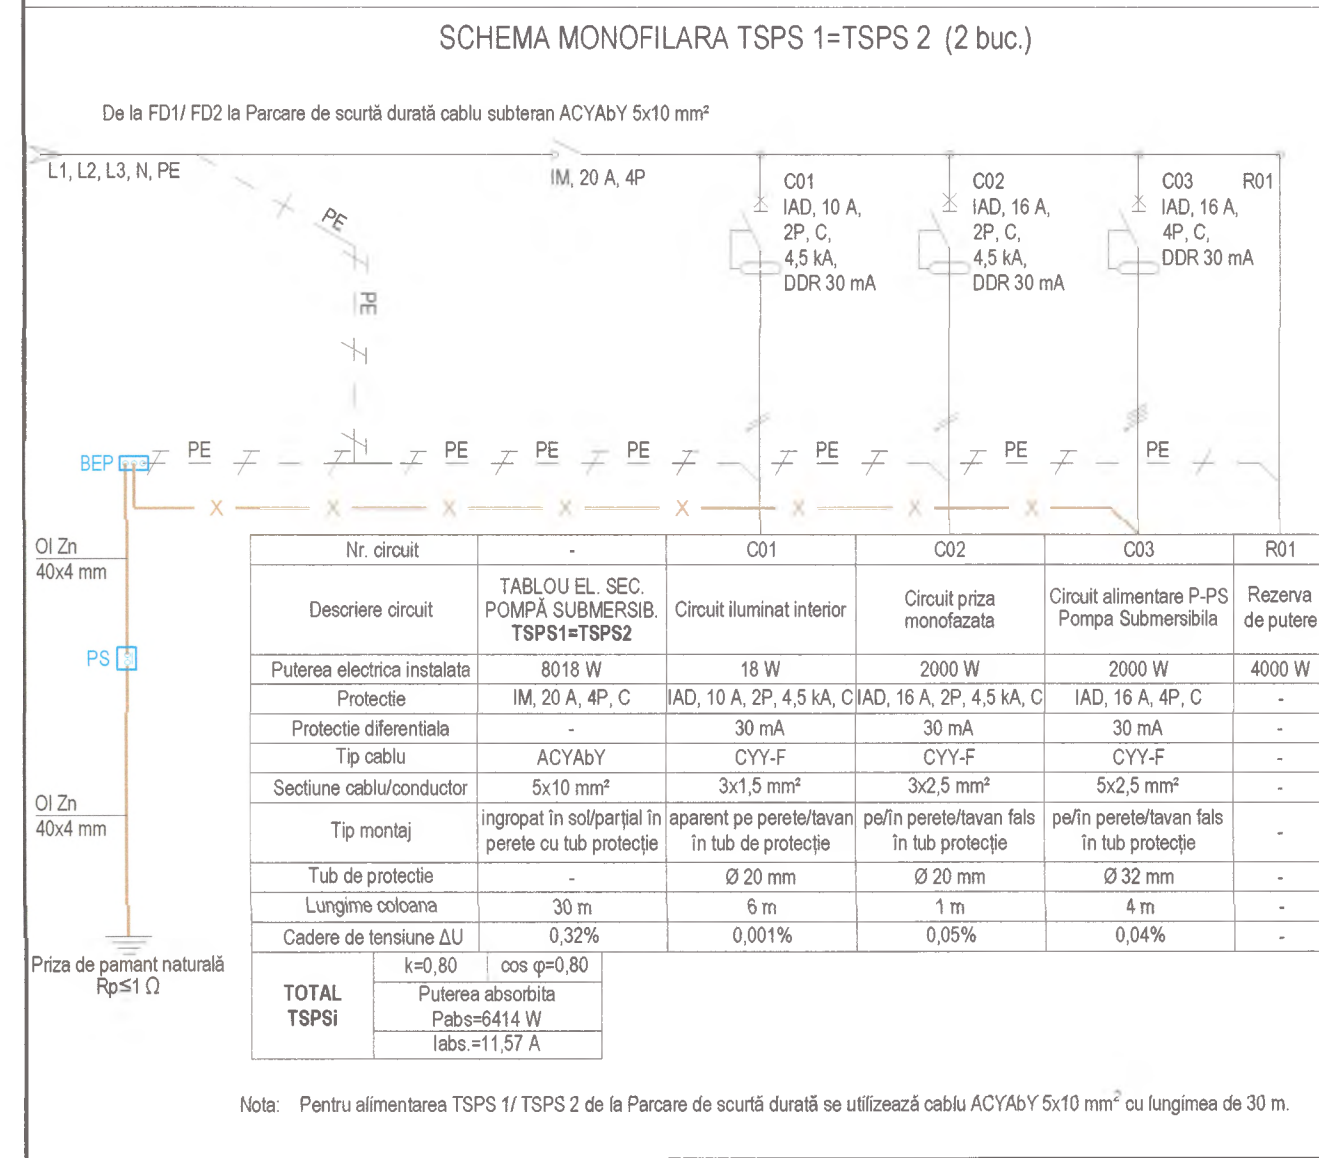 SCHEMA MONOFILARA TSPS 1=TSPS 2 (2 buc.)
De la FD1/ FD2 la Parcare de scurtă durată cablu subteran ACYAbY 5x10 mm²
L1, L2, L3, N, PE
IM, 20 A, 4P
C01
IAD, 10 A,
2P, C,
4,5 kA,
DDR 30 mA
C02
IAD, 16 A,
2P, C,
4,5 kA,
DDR 30 mA
C03
IAD, 16 A,
4P, C,
DDR 30 mA
R01
PE
PE
BEP
PE
PE
PE
PE
PE
PE
PE
OI Zn
40x4 mm
PS
OI Zn
40x4 mm
Priza de pamant naturală
Rp≤1 Ω
Nr. circuit - C01 C02 C03 R01
Descriere circuit
TABLOU EL. SEC.
POMPĂ SUBMERSIB.
TSPS1=TSPS2
Circuit iluminat interior
Circuit priza
monofazata
Circuit alimentare P-PS
Pompa Submersibila
Rezerva
de putere
Puterea electrica instalata 8018 W 18 W 2000 W 2000 W 4000 W
Protectie IM, 20 A, 4P, C IAD, 10 A, 2P, 4,5 kA, C IAD, 16 A, 2P, 4,5 kA, C IAD, 16 A, 4P, C -
Protectie diferentiala - 30 mA 30 mA 30 mA -
Tip cablu ACYAbY CYY-F CYY-F CYY-F -
Sectiune cablu/conductor 5x10 mm² 3x1,5 mm² 3x2,5 mm² 5x2,5 mm² -
Tip montaj
ingropat în sol/parțial în
perete cu tub protecție
aparent pe perete/tavan
în tub de protecție
pe/în perete/tavan fals
în tub protecție
pe/în perete/tavan fals
în tub protecție
-
Tub de protectie - Ø 20 mm Ø 20 mm Ø 32 mm -
Lungime coloana 30 m 6 m 1 m 4 m -
Cadere de tensiune ΔU 0,32% 0,001% 0,05% 0,04% -
TOTAL
TSPSi
k=0,80 cos φ=0,80
Puterea absorbita
Pabs=6414 W
Iabs.=11,57 A
Nota: Pentru alimentarea TSPS 1/ TSPS 2 de la Parcare de scurtă durată se utilizează cablu ACYAbY 5x10 mm² cu lungimea de 30 m.